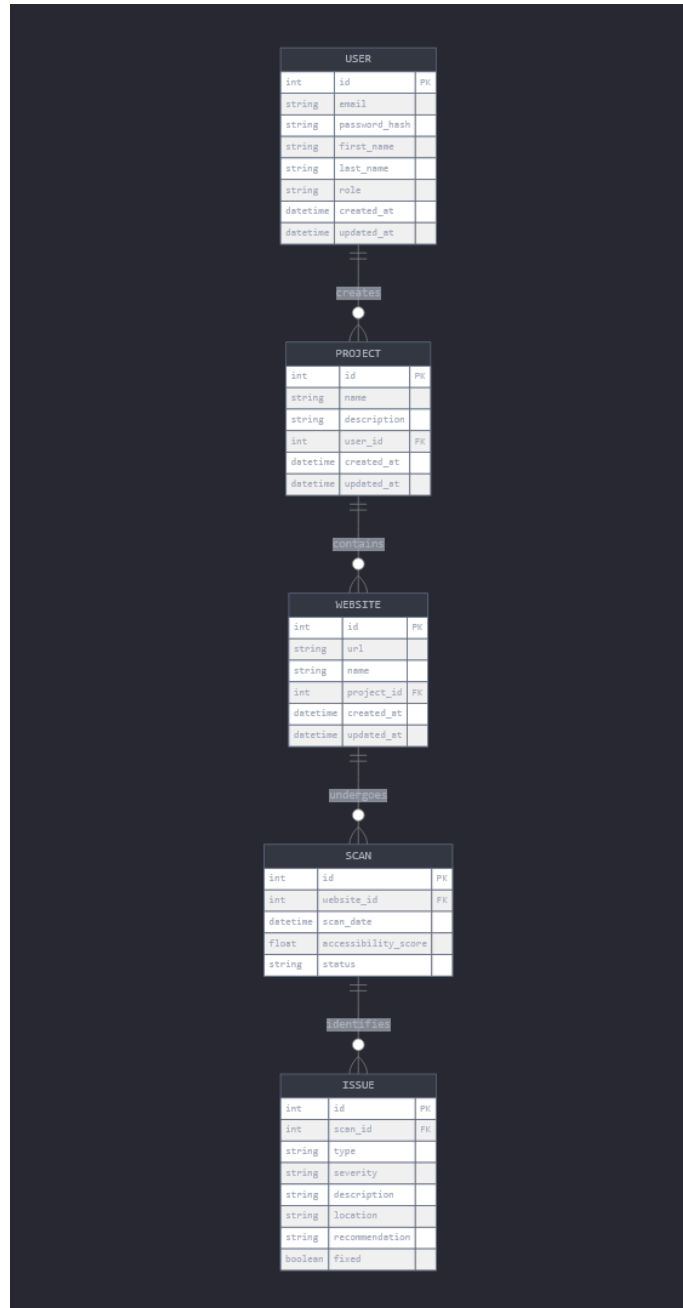 USER
int id PK
string email
string password_hash
string first_name
string last_name
string role
datetime created_at
datetime updated_at
creates
PROJECT
int id PK
string name
string description
int user_id FK
datetime created_at
datetime updated_at
contains
WEBSITE
int id PK
string url
string name
int project_id FK
datetime created_at
datetime updated_at
undergoes
SCAN
int id PK
int website_id FK
datetime scan_date
float accessibility_score
string status
identifies
ISSUE
int id PK
int scan_id FK
string type
string severity
string description
string location
string recommendation
boolean fixed